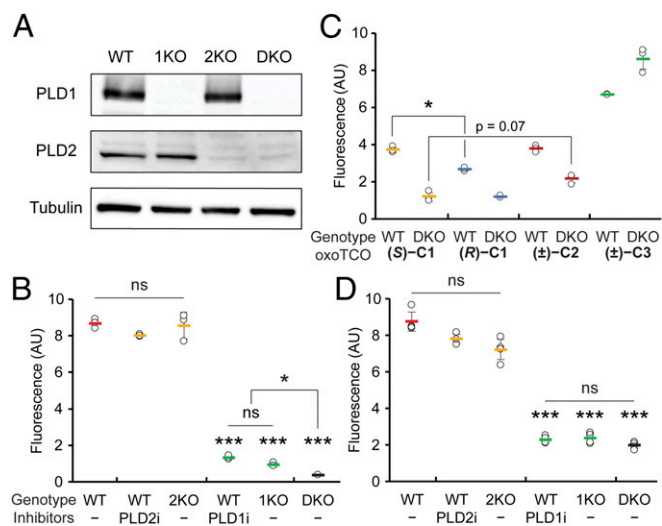 A
WT 1KO 2KO DKO
PLD1
PLD2
Tubulin
C
10
8
6
4
2
0
Fluorescence (AU)
*
p = 0.07
Genotype WT DKO WT DKO WT DKO WT DKO
oxoTCO (S)–C1 (R)–C1 (±)–C2 (±)–C3
B
10
8
6
4
2
0
Fluorescence (AU)
ns
*
ns
*** *** ***
Genotype WT WT 2KO WT 1KO DKO
Inhibitors – PLD2i – PLD1i – –
D
10
8
6
4
2
0
Fluorescence (AU)
ns
ns
*** *** ***
WT WT 2KO WT 1KO DKO
– PLD2i – PLD1i – –